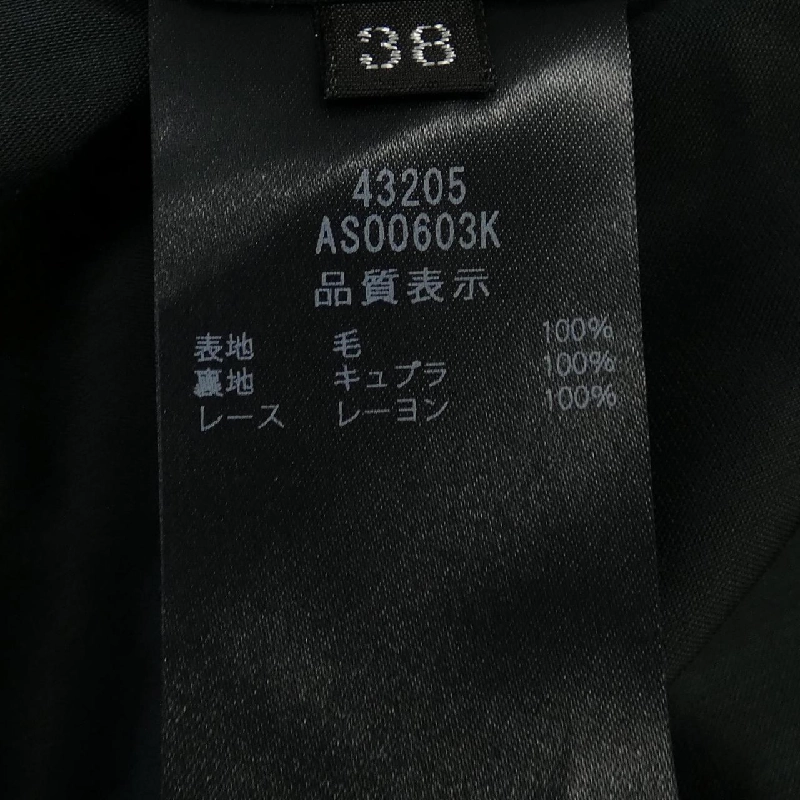 38
43205
AS00603K
品質表示
表地 毛 100%
裏地 キュプラ 100%
レース レーヨン 100%